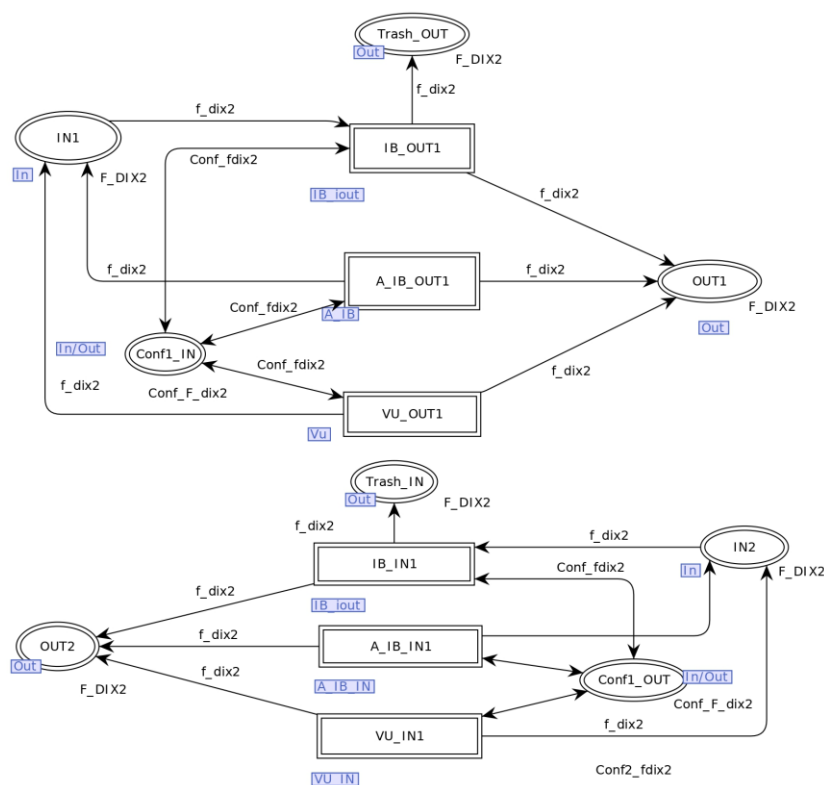 Trash_OUT
Out
F_DIX2
f_dix2
f_dix2
IN1
IB_OUT1
Conf_fdix2
In
F_DIX2
IB_iout
f_dix2
f_dix2
A_IB_OUT1
f_dix2
OUT1
Conf_fdix2
A_IB
F_DIX2
In/Out
Conf1_IN
Out
Conf_fdix2
f_dix2
f_dix2
Conf_F_dix2
VU_OUT1
Vu
Trash_IN
Out
F_DIX2
f_dix2
f_dix2
IN2
IB_IN1
Conf_fdix2
In
F_DIX2
f_dix2
IB_iout
f_dix2
OUT2
A_IB_IN1
Out
f_dix2
Conf1_OUT
In/Out
F_DIX2
A_IB_IN
Conf_F_dix2
f_dix2
VU_IN1
Conf2_fdix2
VU_IN